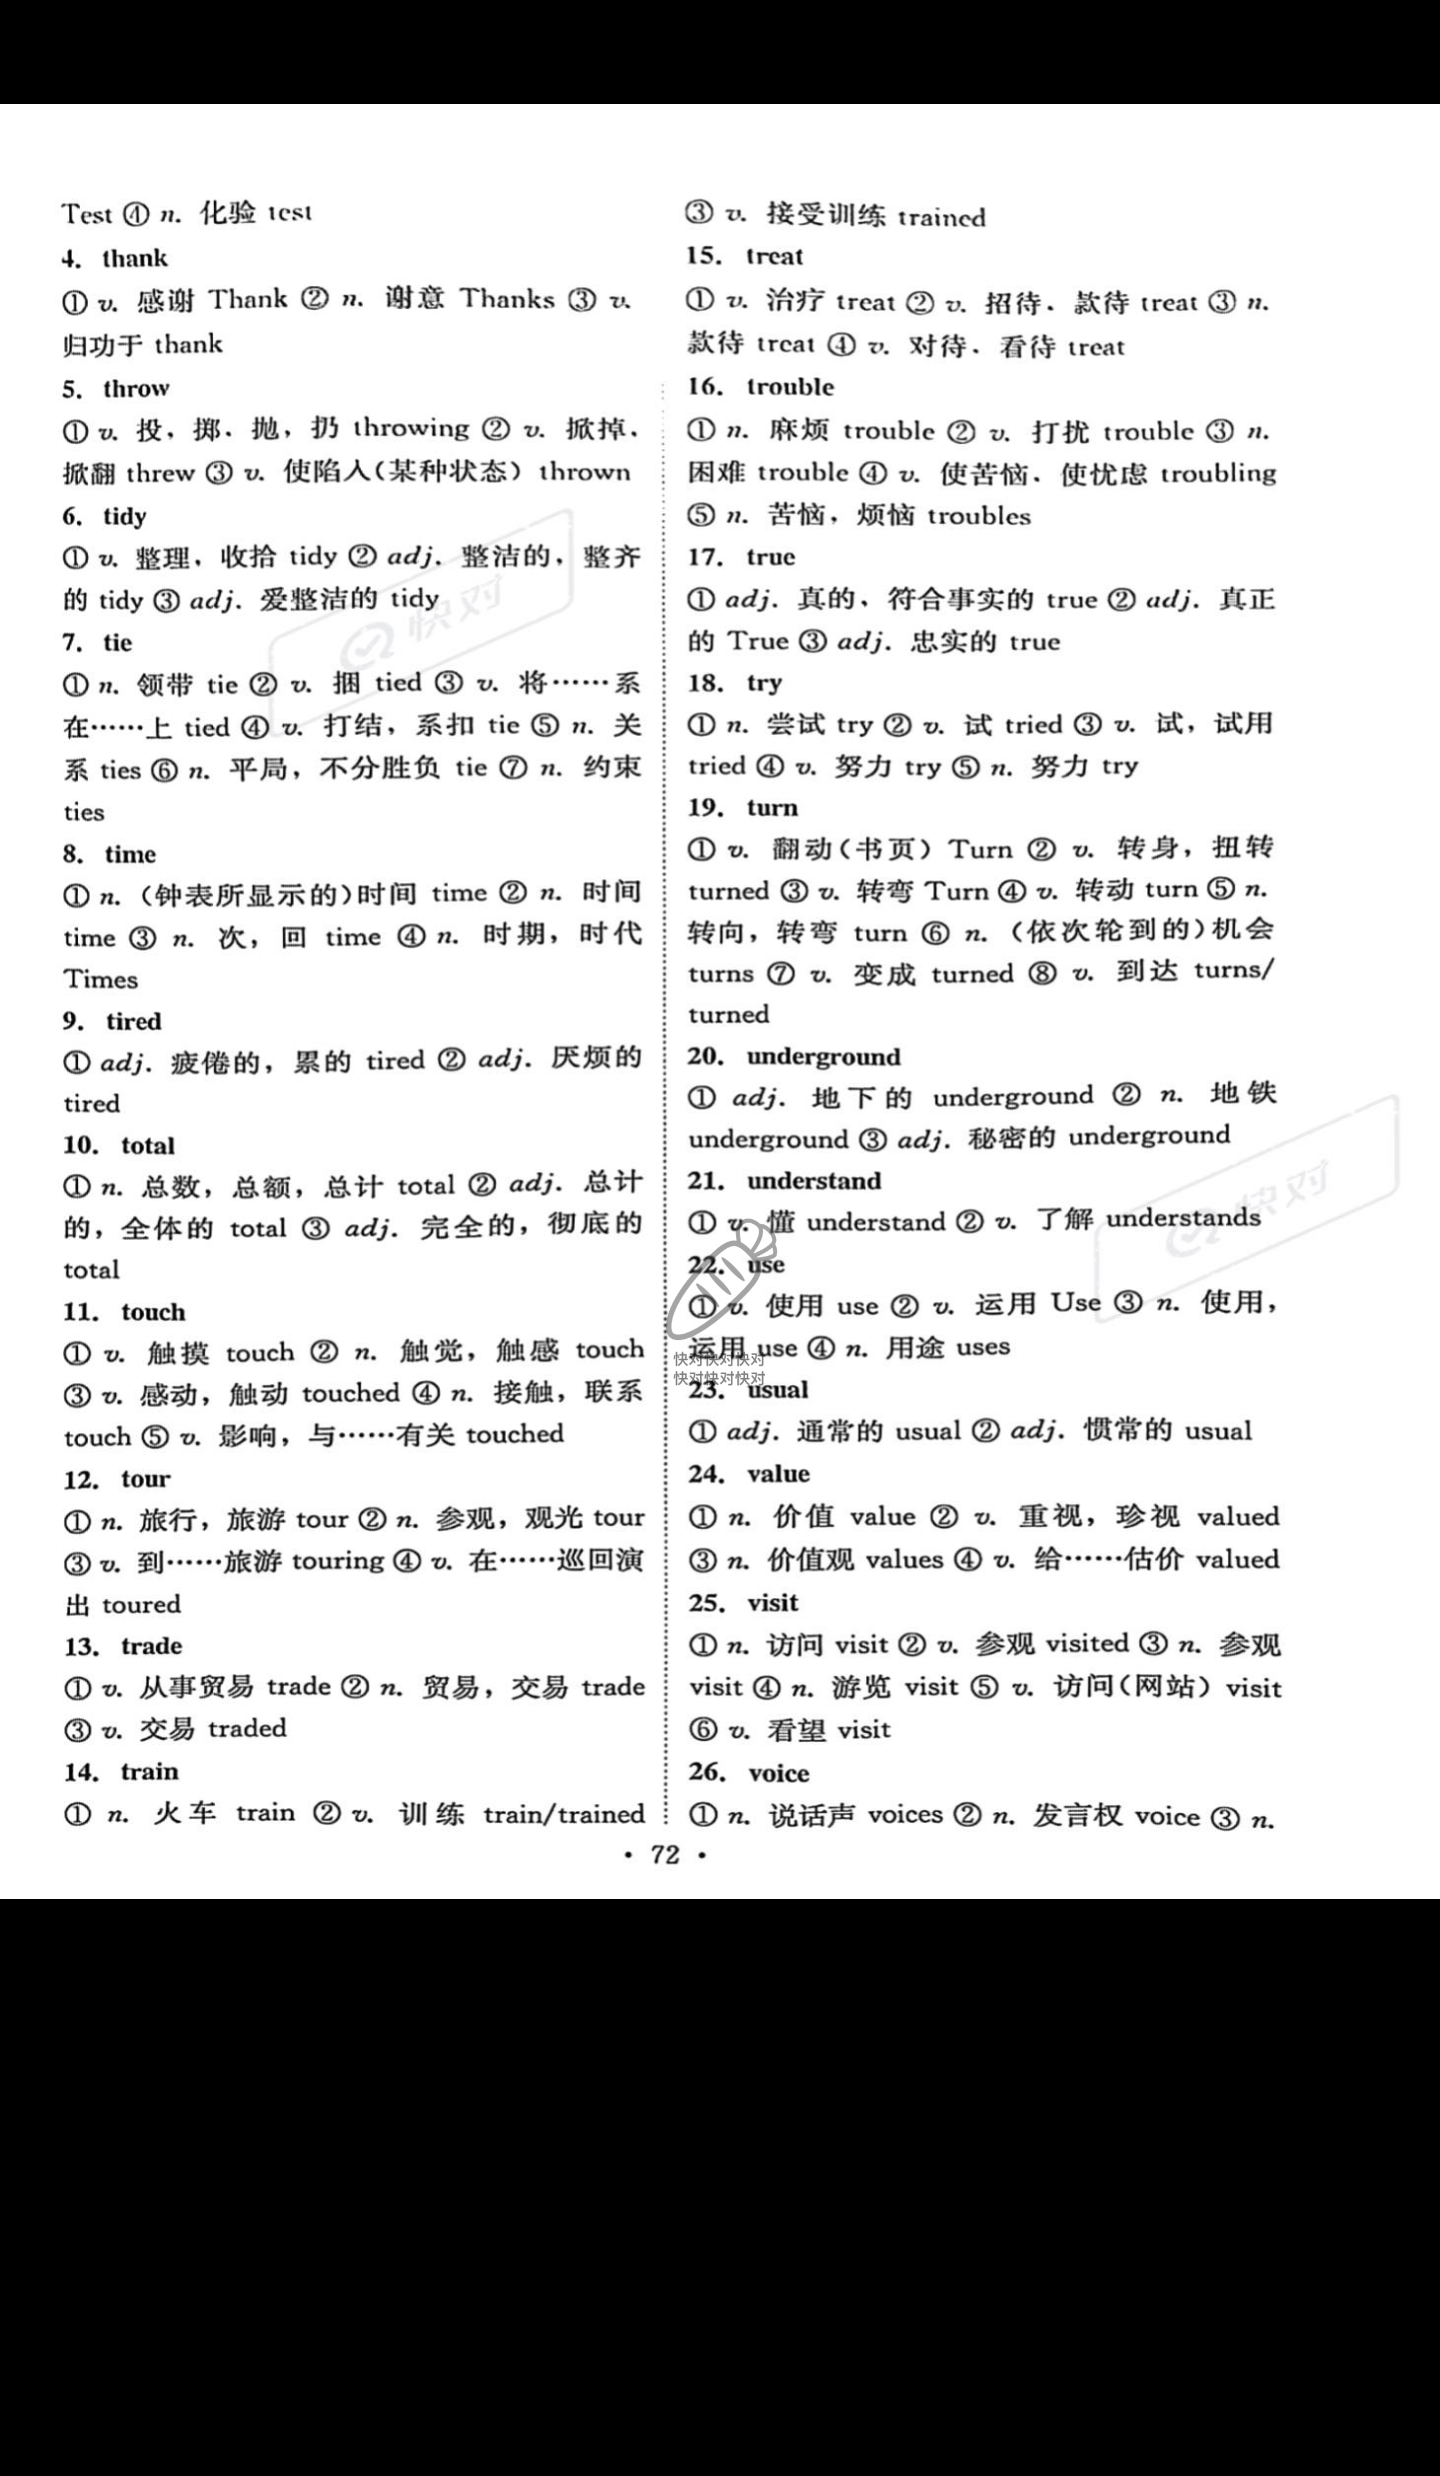 Test ④ n. 化验 test
4. thank
① v. 感谢 Thank ② n. 谢意 Thanks ③ v.
归功于 thank
5. throw
① v. 投，掷，抛，扔 throwing ② v. 掀掉，
掀翻 threw ③ v. 使陷入(某种状态) thrown
6. tidy
① v. 整理，收拾 tidy ② adj. 整洁的，整齐
的 tidy ③ adj. 爱整洁的 tidy
7. tie
① n. 领带 tie ② v. 捆 tied ③ v. 将……系
在……上 tied ④ v. 打结，系扣 tie ⑤ n. 关
系 ties ⑥ n. 平局，不分胜负 tie ⑦ n. 约束
ties
8. time
① n. (钟表所显示的)时间 time ② n. 时间
time ③ n. 次，回 time ④ n. 时期，时代
Times
9. tired
① adj. 疲倦的，累的 tired ② adj. 厌烦的
tired
10. total
① n. 总数，总额，总计 total ② adj. 总计
的，全体的 total ③ adj. 完全的，彻底的
total
11. touch
① v. 触摸 touch ② n. 触觉，触感 touch
③ v. 感动，触动 touched ④ n. 接触，联系
touch ⑤ v. 影响，与……有关 touched
12. tour
① n. 旅行，旅游 tour ② n. 参观，观光 tour
③ v. 到……旅游 touring ④ v. 在……巡回演
出 toured
13. trade
① v. 从事贸易 trade ② n. 贸易，交易 trade
③ v. 交易 traded
14. train
① n. 火车 train ② v. 训练 train/trained
③ v. 接受训练 trained
15. treat
① v. 治疗 treat ② v. 招待，款待 treat ③ n.
款待 treat ④ v. 对待，看待 treat
16. trouble
① n. 麻烦 trouble ② v. 打扰 trouble ③ n.
困难 trouble ④ v. 使苦恼，使忧虑 troubling
⑤ n. 苦恼，烦恼 troubles
17. true
① adj. 真的，符合事实的 true ② adj. 真正
的 True ③ adj. 忠实的 true
18. try
① n. 尝试 try ② v. 试 tried ③ v. 试，试用
tried ④ v. 努力 try ⑤ n. 努力 try
19. turn
① v. 翻动(书页) Turn ② v. 转身，扭转
turned ③ v. 转弯 Turn ④ v. 转动 turn ⑤ n.
转向，转弯 turn ⑥ n. (依次轮到的)机会
turns ⑦ v. 变成 turned ⑧ v. 到达 turns/
turned
20. underground
① adj. 地下的 underground ② n. 地铁
underground ③ adj. 秘密的 underground
21. understand
① v. 懂 understand ② v. 了解 understands
22. use
① v. 使用 use ② v. 运用 Use ③ n. 使用，
运用 use ④ n. 用途 uses
23. usual
① adj. 通常的 usual ② adj. 惯常的 usual
24. value
① n. 价值 value ② v. 重视，珍视 valued
③ n. 价值观 values ④ v. 给……估价 valued
25. visit
① n. 访问 visit ② v. 参观 visited ③ n. 参观
visit ④ n. 游览 visit ⑤ v. 访问(网站) visit
⑥ v. 看望 visit
26. voice
① n. 说话声 voices ② n. 发言权 voice ③ n.
• 72 •
快对
快对
快对快对快对
快对快对快对